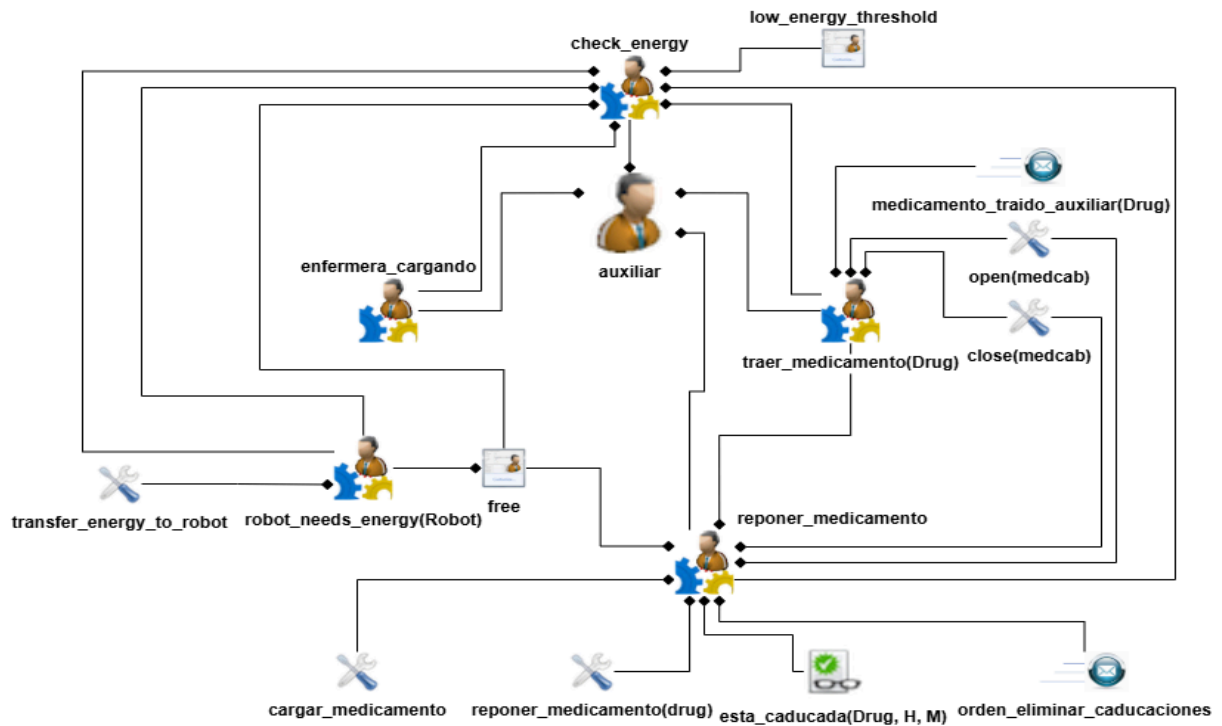 low_energy_threshold
check_energy
medicamento_traido_auxiliar(Drug)
enfermera_cargando
auxiliar
open(medcab)
traer_medicamento(Drug)
close(medcab)
free
transfer_energy_to_robot
robot_needs_energy(Robot)
reponer_medicamento
cargar_medicamento
reponer_medicamento(drug)
esta_caducada(Drug, H, M)
orden_eliminar_caducaciones